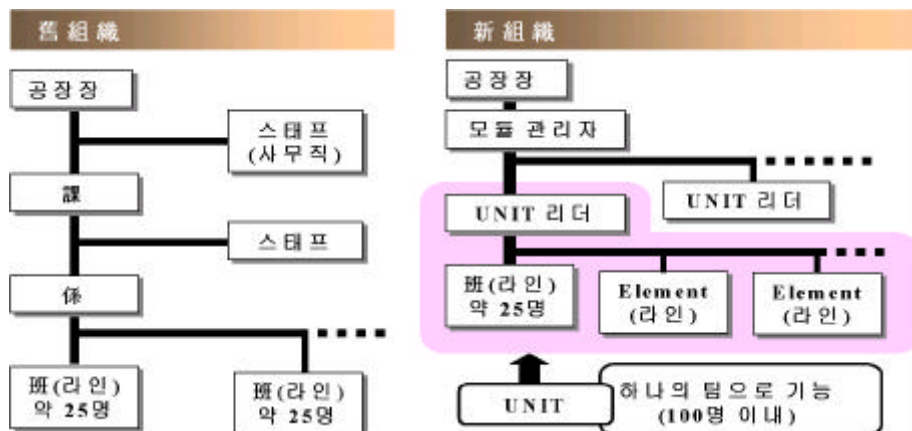 舊組織
공장장
스태프
(사무직)
課
스태프
係
班(라인)
약 25명
班(라인)
약 25명
新組織
공장장
모듈 관리자
UNIT 리더
UNIT 리더
班(라인)
약 25명
Element
(라인)
Element
(라인)
UNIT
하나의 팀으로 기능
(100명 이내)